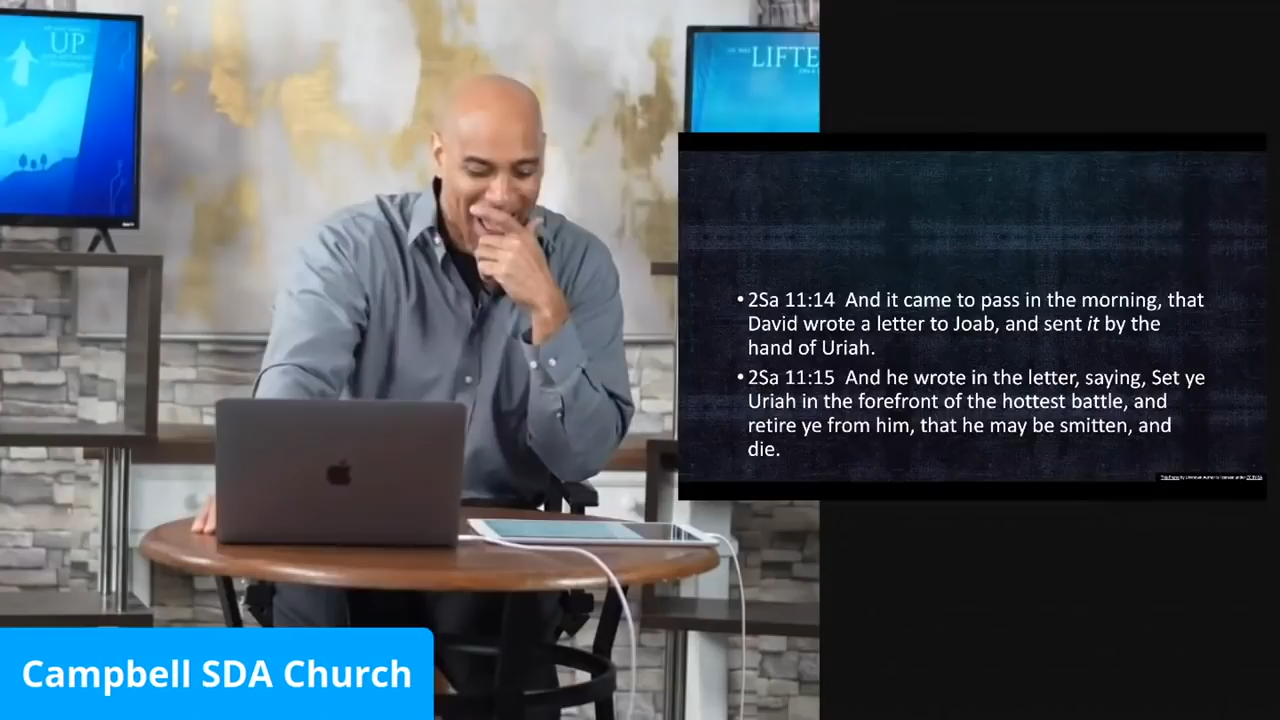 UP
LIFTE
• 2Sa 11:14  And it came to pass in the morning, that
David wrote a letter to Joab, and sent it by the
hand of Uriah.
• 2Sa 11:15  And he wrote in the letter, saying, Set ye
Uriah in the forefront of the hottest battle, and
retire ye from him, that he may be smitten, and
die.
Campbell SDA Church